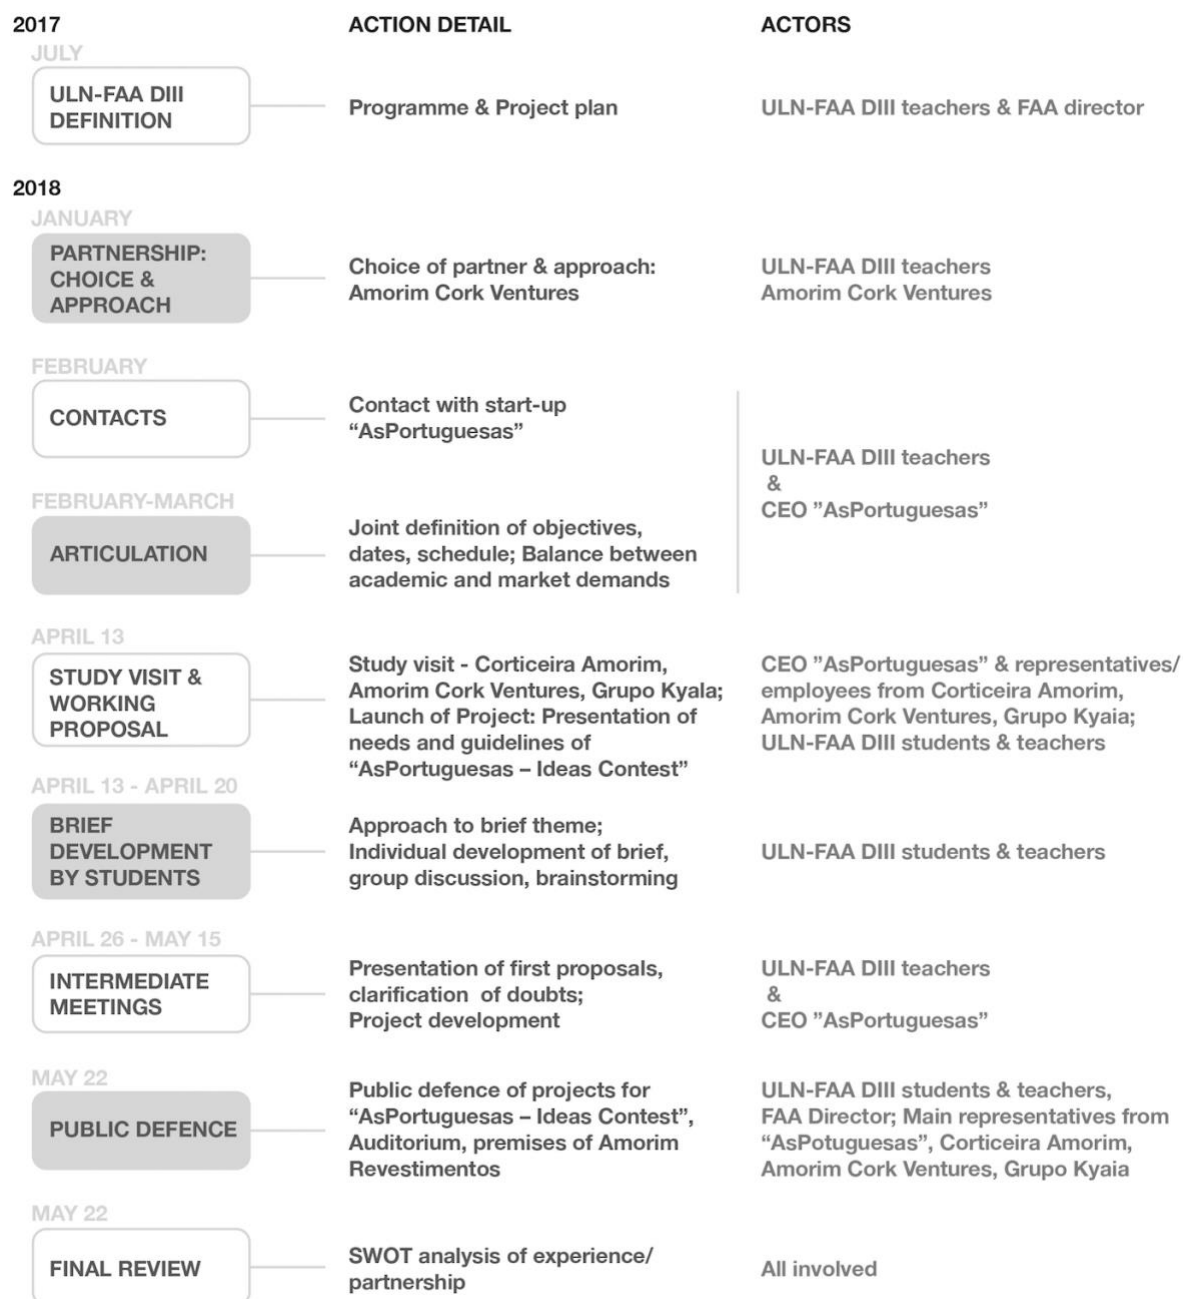 2017 ACTION DETAIL ACTORS
JULY
ULN-FAA DIII
DEFINITION
Programme & Project plan
ULN-FAA DIII teachers & FAA director
2018
JANUARY
PARTNERSHIP:
CHOICE &
APPROACH
Choice of partner & approach:
Amorim Cork Ventures
ULN-FAA DIII teachers
Amorim Cork Ventures
FEBRUARY
CONTACTS
Contact with start-up
“AsPortuguesas”
ULN-FAA DIII teachers
&
CEO ”AsPortuguesas”
FEBRUARY-MARCH
ARTICULATION
Joint definition of objectives,
dates, schedule; Balance between
academic and market demands
APRIL 13
STUDY VISIT &
WORKING
PROPOSAL
Study visit - Corticeira Amorim,
Amorim Cork Ventures, Grupo Kyala;
Launch of Project: Presentation of
needs and guidelines of
“AsPortuguesas – Ideas Contest”
CEO ”AsPortuguesas” & representatives/
employees from Corticeira Amorim,
Amorim Cork Ventures, Grupo Kyaia;
ULN-FAA DIII students & teachers
APRIL 13 - APRIL 20
BRIEF
DEVELOPMENT
BY STUDENTS
Approach to brief theme;
Individual development of brief,
group discussion, brainstorming
ULN-FAA DIII students & teachers
APRIL 26 - MAY 15
INTERMEDIATE
MEETINGS
Presentation of first proposals,
clarification of doubts;
Project development
ULN-FAA DIII teachers
&
CEO ”AsPortuguesas”
MAY 22
PUBLIC DEFENCE
Public defence of projects for
“AsPortuguesas – Ideas Contest”,
Auditorium, premises of Amorim
Revestimentos
ULN-FAA DIII students & teachers,
FAA Director; Main representatives from
“AsPotuguesas”, Corticeira Amorim,
Amorim Cork Ventures, Grupo Kyaia
MAY 22
FINAL REVIEW
SWOT analysis of experience/
partnership
All involved